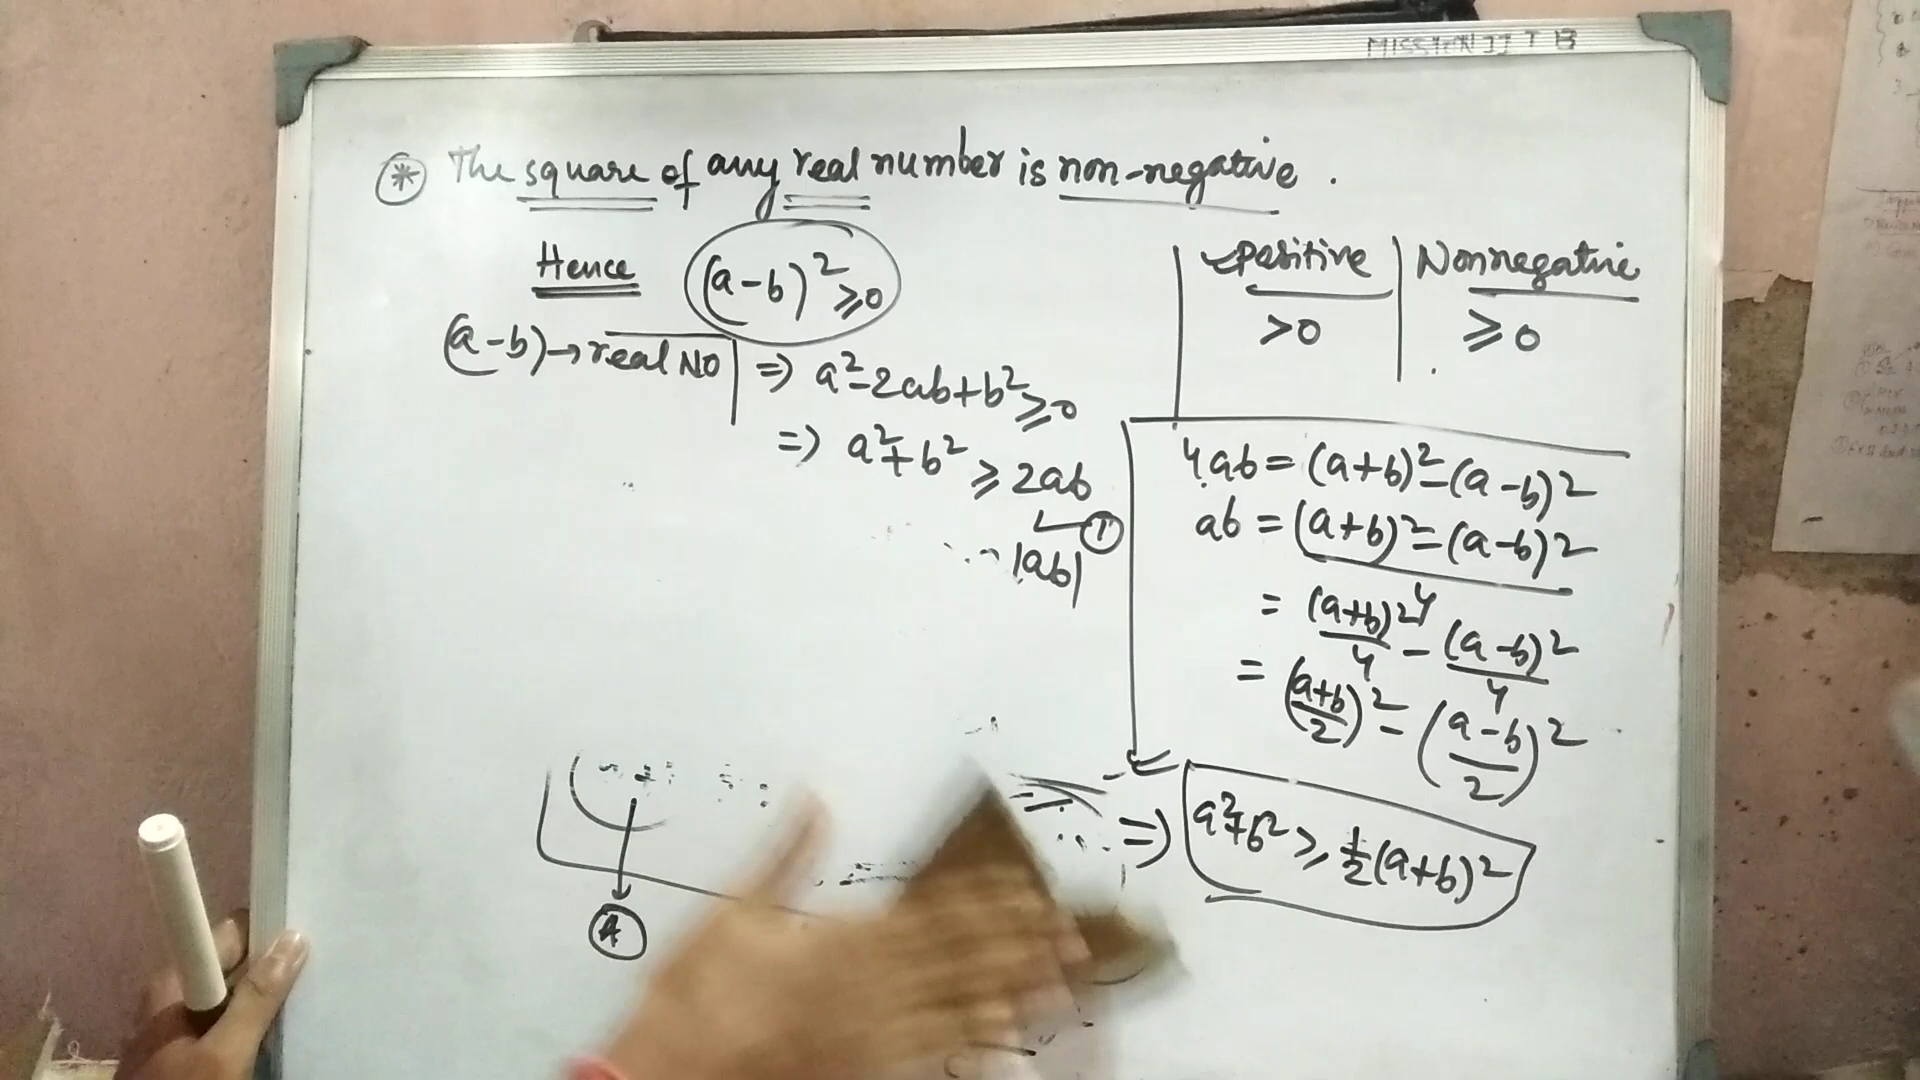 MISSION IIT B
* The square of any real number is non-negative.
Hence (a-b)² ≥ 0
(a-b) → real NO
⇒ a² - 2ab + b² ≥ 0
⇒ a² + b² ≥ 2ab
1
|ab|
positive | Nonnegative
>0 | ≥ 0
4ab = (a+b)² - (a-b)²
ab = (a+b)² - (a-b)²
4
= (a+b)²/4 - (a-b)²/4
= ((a+b)/2)² - ((a-b)/2)²
⇒ a² + b² ≥ 1/2 (a+b)²
A